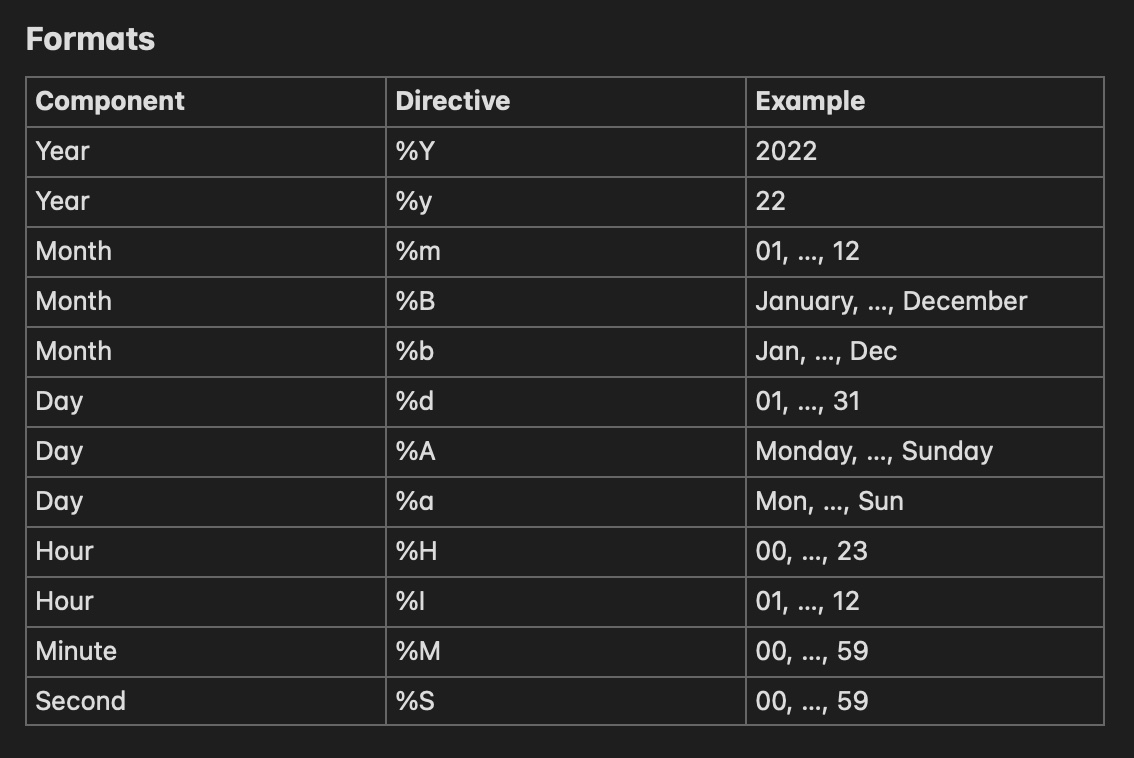 Formats
Component Directive Example
Year %Y 2022
Year %y 22
Month %m 01, ..., 12
Month %B January, ..., December
Month %b Jan, ..., Dec
Day %d 01, ..., 31
Day %A Monday, ..., Sunday
Day %a Mon, ..., Sun
Hour %H 00, ..., 23
Hour %I 01, ..., 12
Minute %M 00, ..., 59
Second %S 00, ..., 59